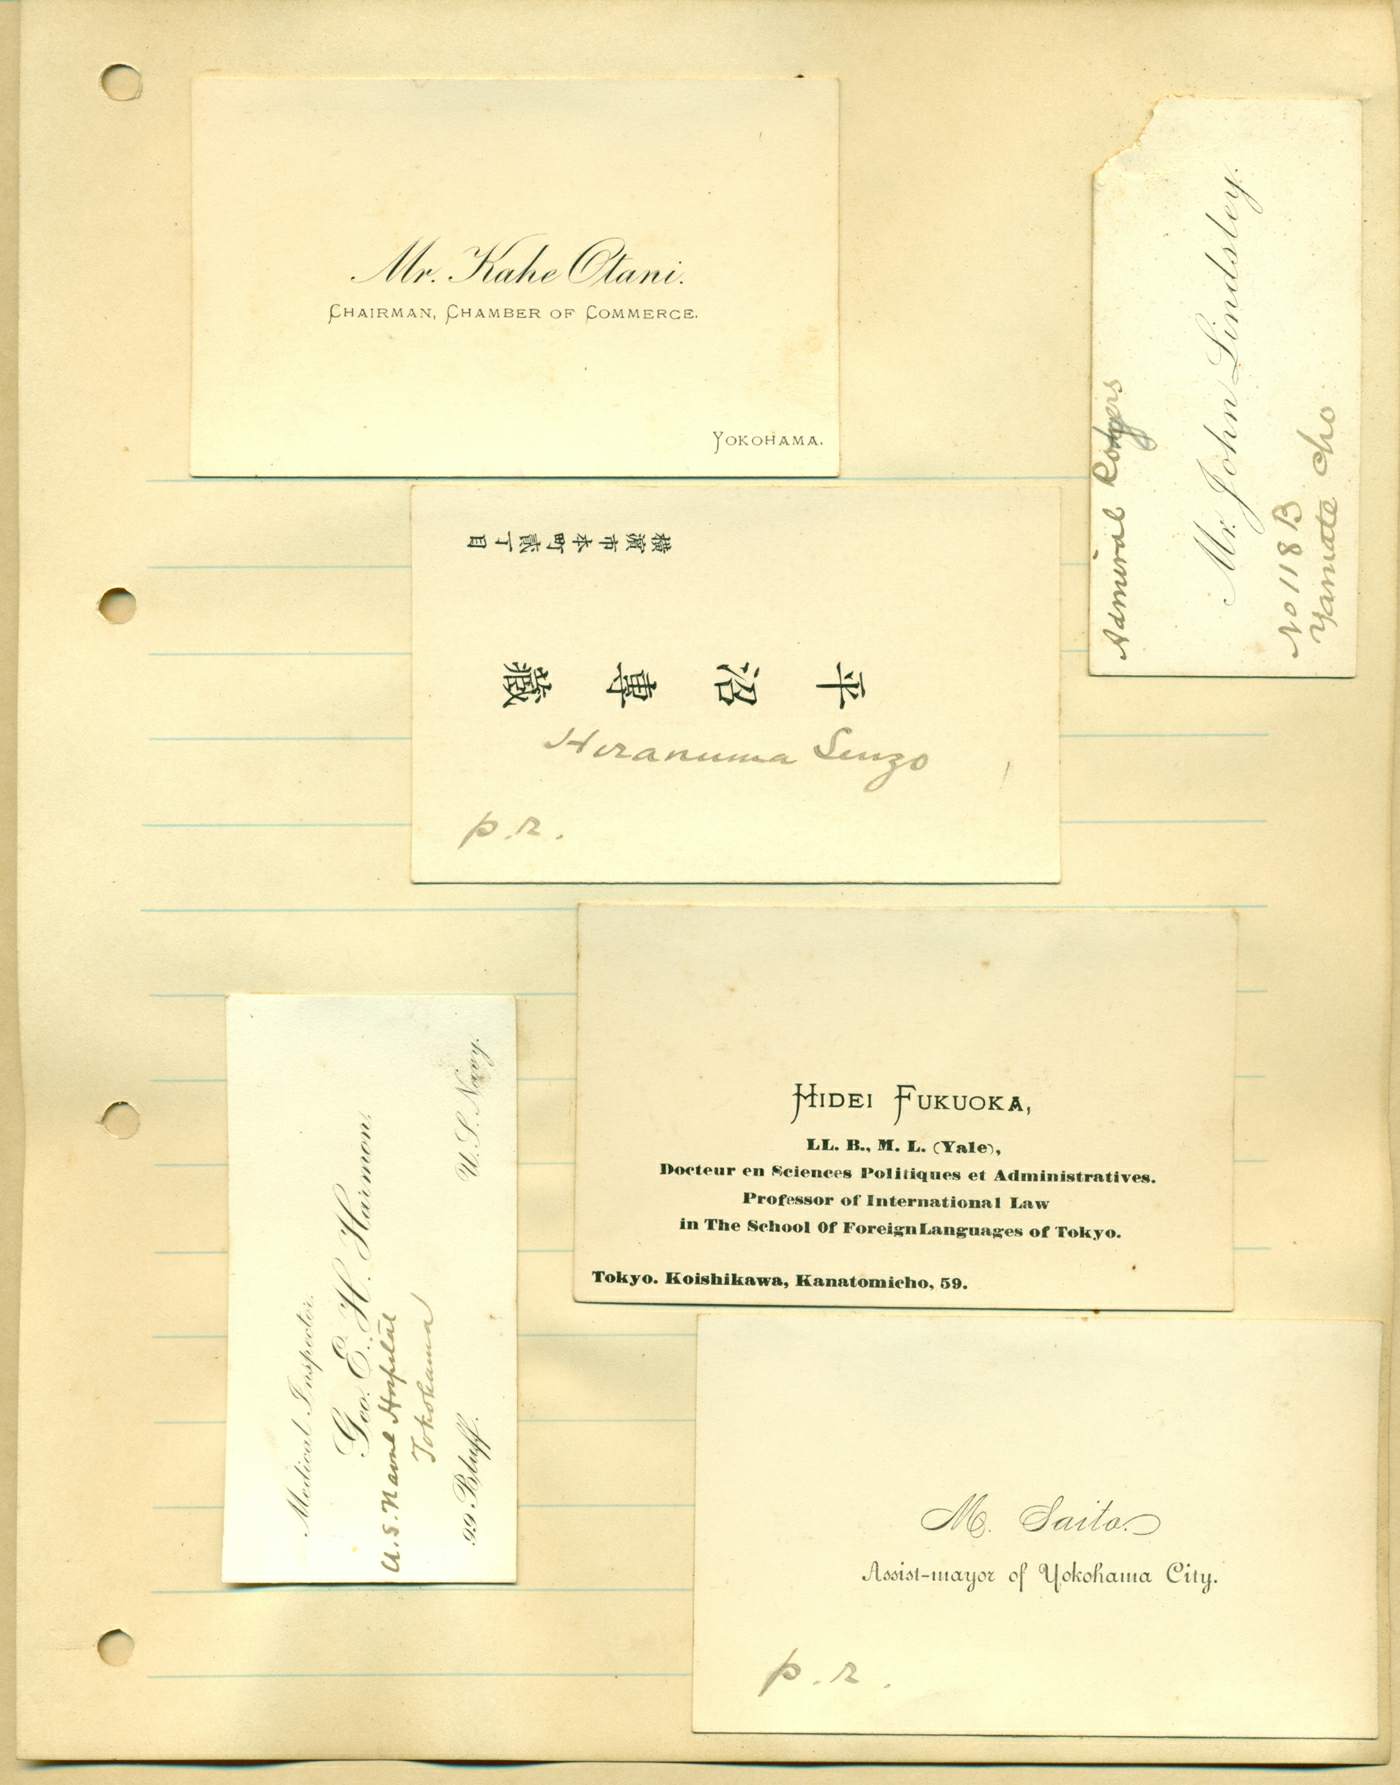 Mr. Kahe Otani.
CHAIRMAN, CHAMBER OF COMMERCE.
YOKOHAMA.
Admiral Rodgers
Mr. John Lindsley.
No 118 B
Yamate cho
横濱市本町貳丁目
平沼専蔵
Hiranuma Senzo
p.r.
Medical Inspector.
Geo. E. H. Harmon.
U.S. Naval Hospital
Yokohama
99 Bluff.
U. S. Navy.
HIDEI FUKUOKA,
LL. B., M. L. (Yale),
Docteur en Sciences Politiques et Administratives.
Professor of International Law
in The School Of Foreign Languages of Tokyo.
Tokyo. Koishikawa, Kanatomicho, 59.
M. Saito.
Assist-mayor of Yokohama City.
p.r.